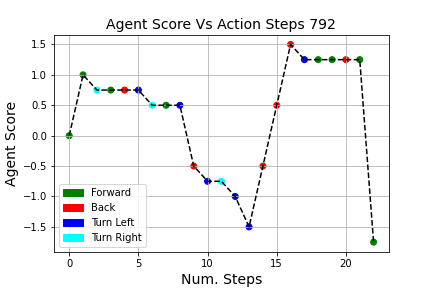 Agent Score Vs Action Steps 792
1.5
1.0
0.5
0.0
−0.5
−1.0
−1.5
Agent Score
Forward
Back
Turn Left
Turn Right
0 5 10 15 20
Num. Steps